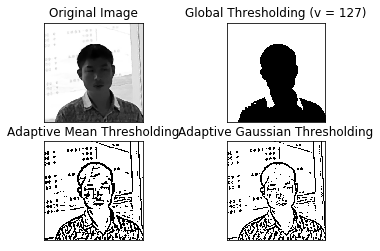 Original Image
Global Thresholding (v = 127)
Adaptive Mean Thresholding
Adaptive Gaussian Thresholding